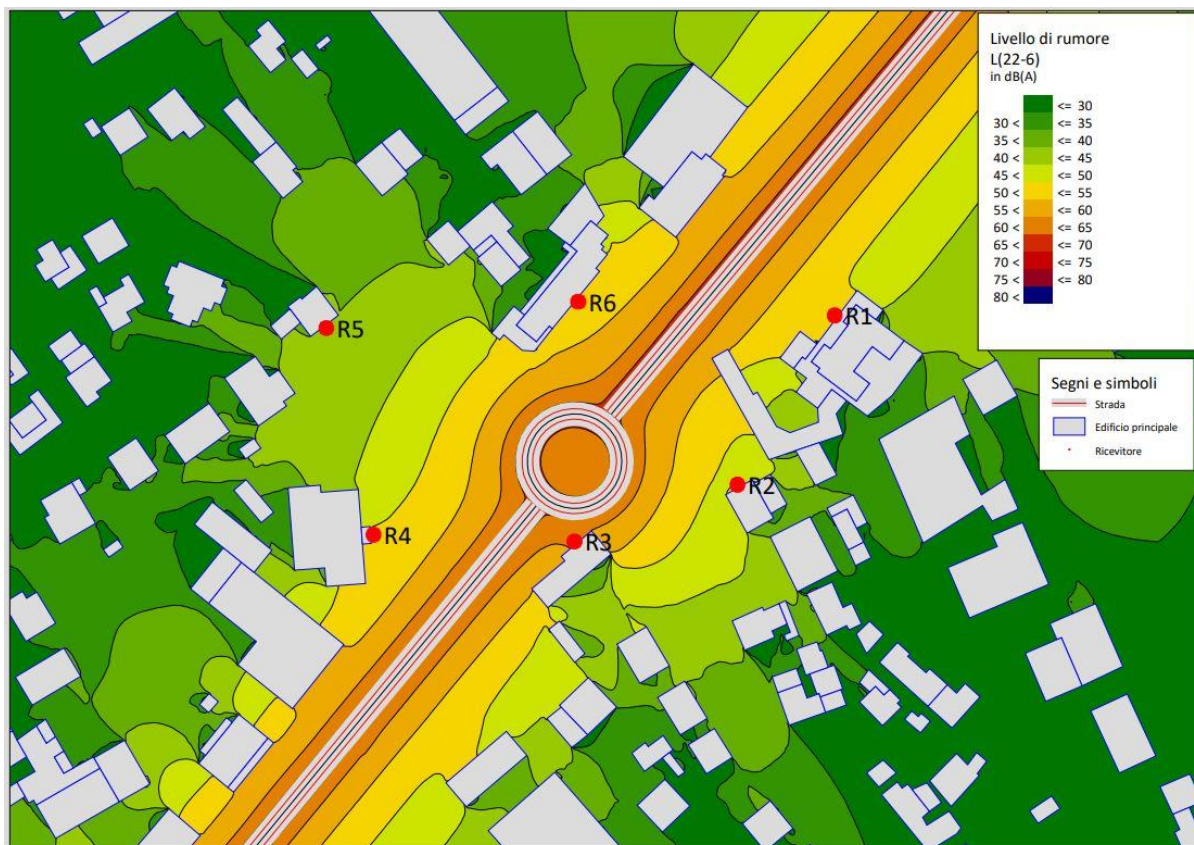 Livello di rumore
L(22-6)
in dB(A)
<= 30
30 < <= 35
35 < <= 40
40 < <= 45
45 < <= 50
50 < <= 55
55 < <= 60
60 < <= 65
65 < <= 70
70 < <= 75
75 < <= 80
80 <
Segni e simboli
Strada
Edificio principale
Ricevitore
R6
R1
R5
R2
R4
R3